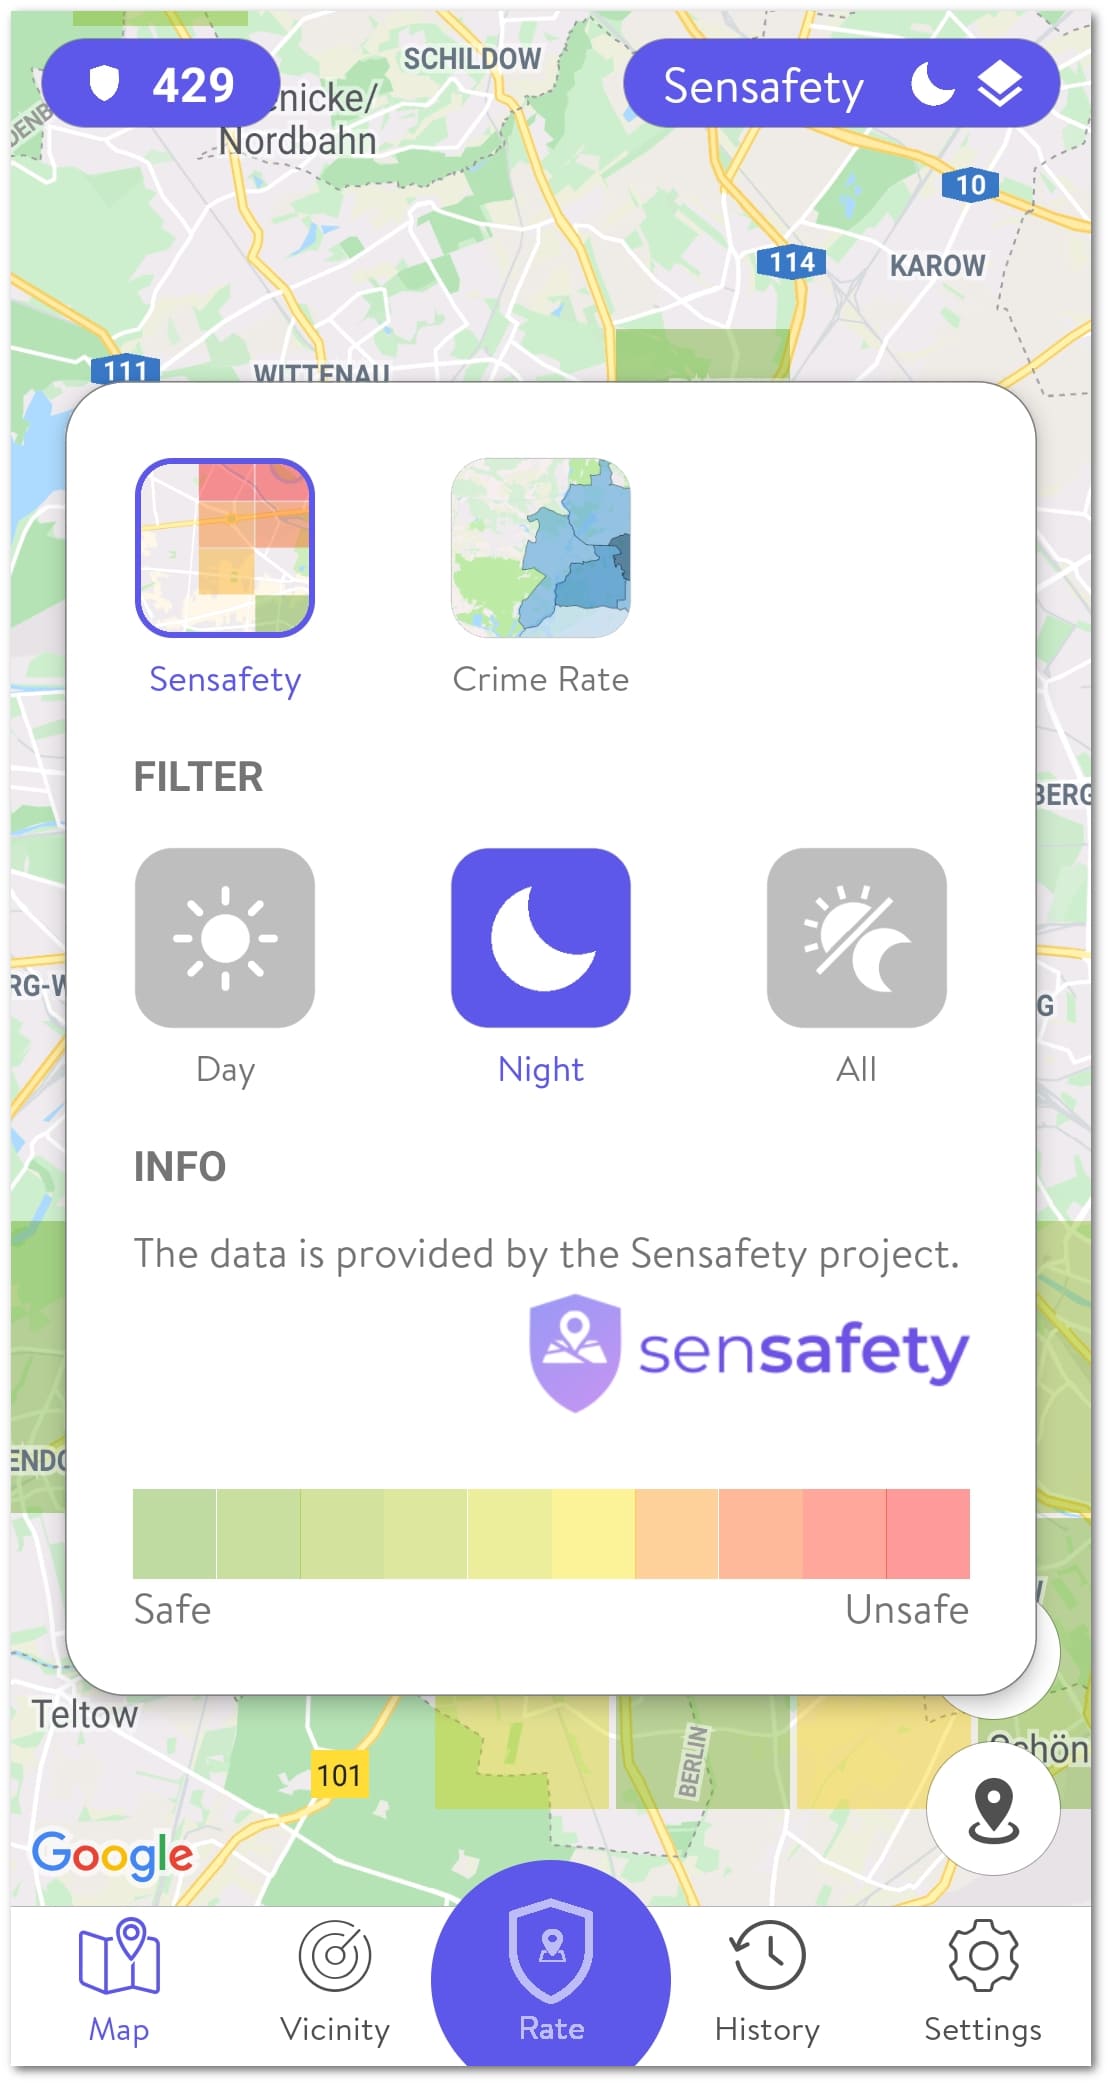 429
Sensafety
SCHILDOW
enicke/
Nordbahn
10
114
KAROW
111
WITTENAU
Sensafety
Crime Rate
FILTER
BERG
RG-W
G
Day
Night
All
INFO
The data is provided by the Sensafety project.
sensafety
ENDO
Safe
Unsafe
Teltow
BERLIN
Schön
101
Google
Map
Vicinity
Rate
History
Settings